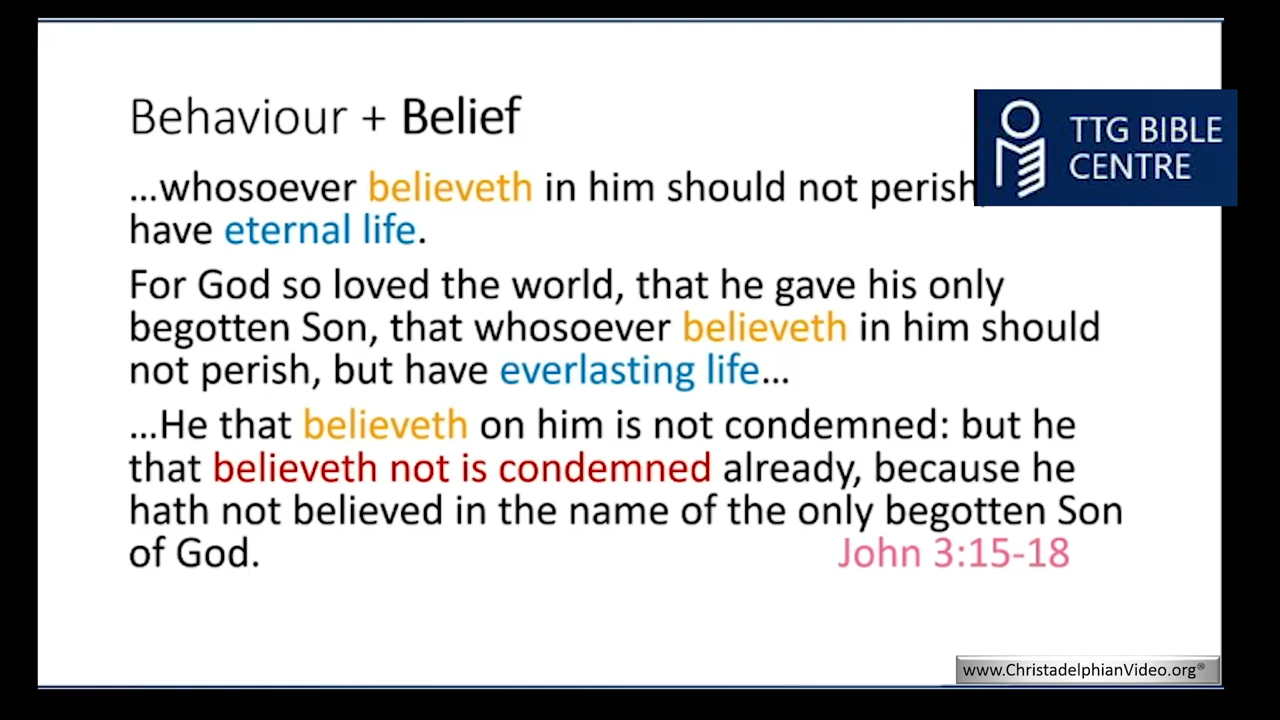 Behaviour + Belief
TTG BIBLE
CENTRE
…whosoever believeth in him should not perish
have eternal life.
For God so loved the world, that he gave his only
begotten Son, that whosoever believeth in him should
not perish, but have everlasting life…
…He that believeth on him is not condemned: but he
that believeth not is condemned already, because he
hath not believed in the name of the only begotten Son
of God. John 3:15-18
www.ChristadelphianVideo.org®